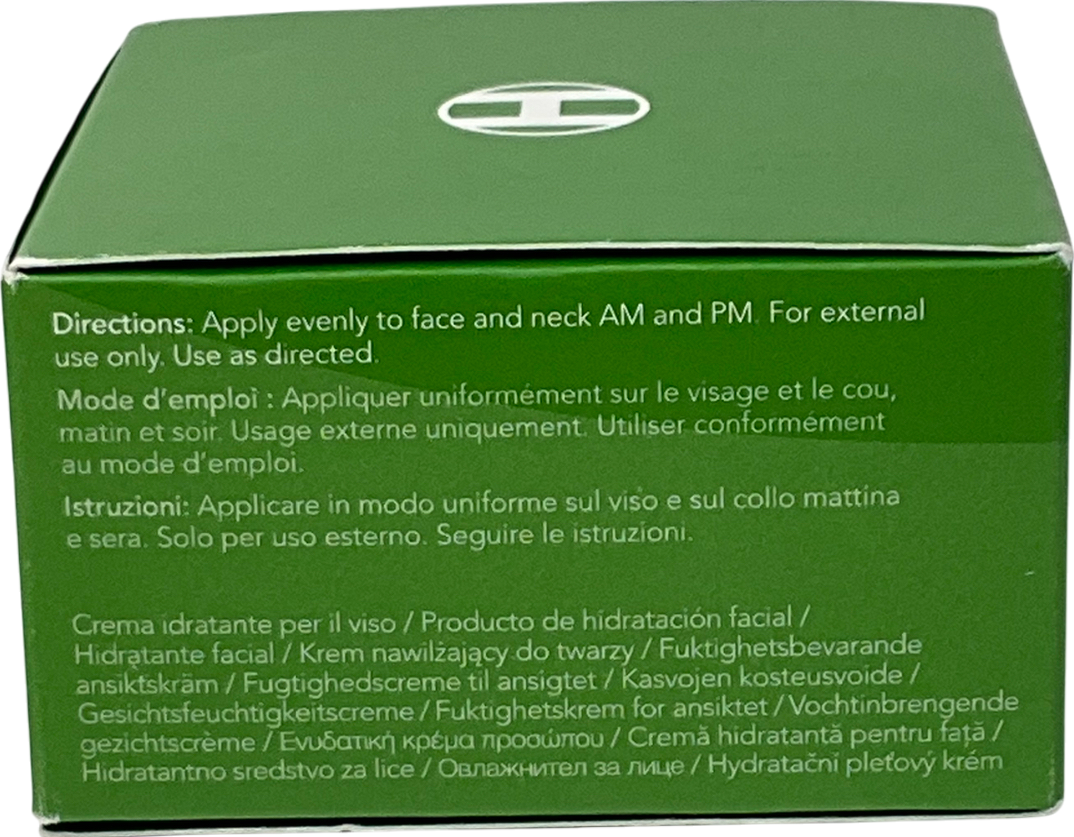 Directions: Apply evenly to face and neck AM and PM. For external
use only. Use as directed.
Mode d'emploi : Appliquer uniformément sur le visage et le cou,
matin et soir. Usage externe uniquement. Utiliser conformément
au mode d'emploi.
Istruzioni: Applicare in modo uniforme sul viso e sul collo mattina
e sera. Solo per uso esterno. Seguire le istruzioni.
Crema idratante per il viso / Producto de hidratación facial /
Hidratante facial / Krem nawilżający do twarzy / Fuktighetsbevarande
ansiktskräm / Fugtighedscreme til ansigtet / Kasvojen kosteusvoide /
Gesichtsfeuchtigkeitscreme / Fuktighetskrem for ansiktet / Vochtinbrengende
gezichtscrème / Ενυδατική κρέμα προσώπου / Cremă hidratantă pentru față /
Hidratantno sredstvo za lice / Овлажнител за лице / Hydratační pleťový krém